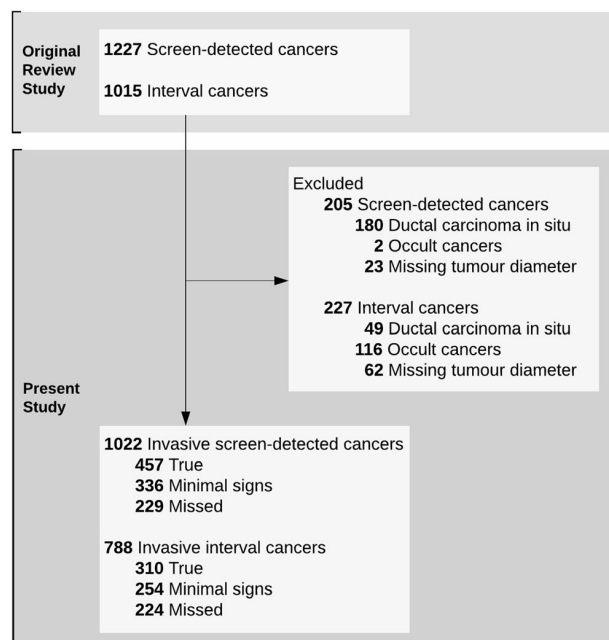 Original
Review
Study
1227 Screen-detected cancers
1015 Interval cancers
Excluded
205 Screen-detected cancers
180 Ductal carcinoma in situ
2 Occult cancers
23 Missing tumour diameter
227 Interval cancers
49 Ductal carcinoma in situ
116 Occult cancers
62 Missing tumour diameter
Present
Study
1022 Invasive screen-detected cancers
457 True
336 Minimal signs
229 Missed
788 Invasive interval cancers
310 True
254 Minimal signs
224 Missed